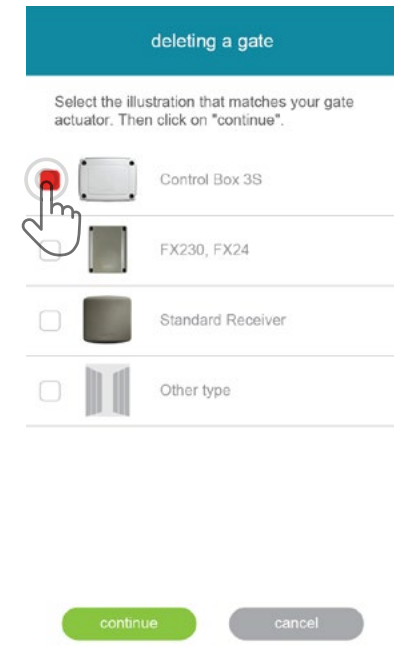 deleting a gate
Select the illustration that matches your gate
actuator. Then click on "continue".
Control Box 3S
FX230, FX24
Standard Receiver
Other type
continue
cancel